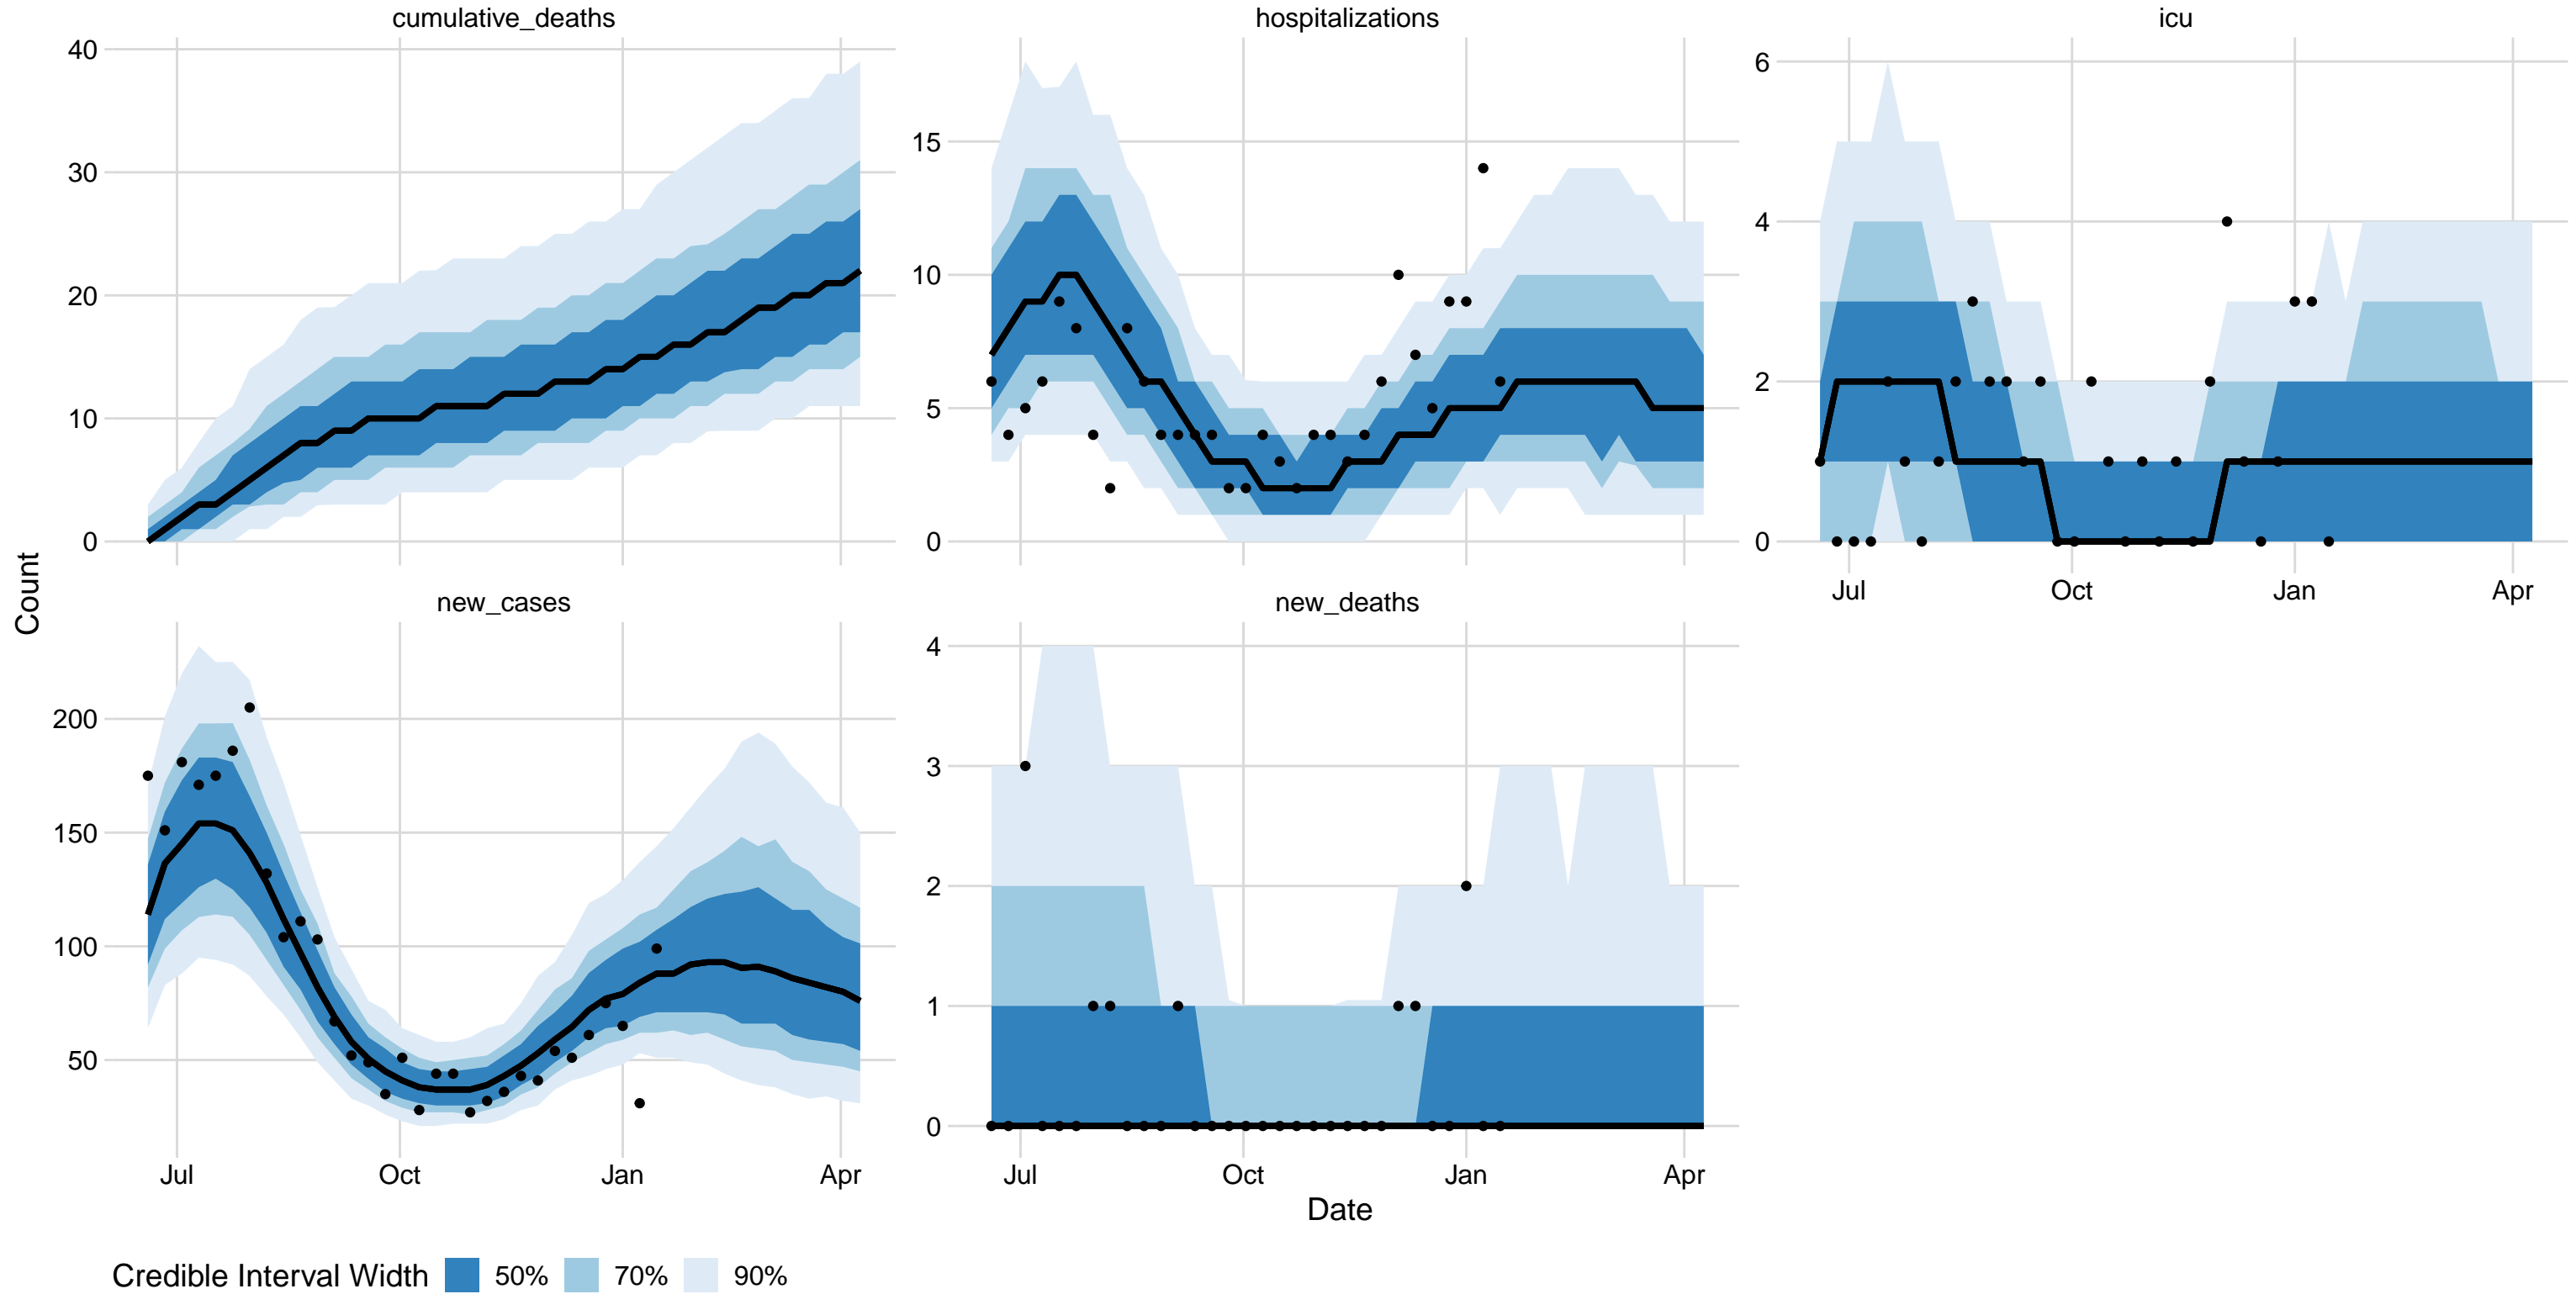 cumulative_deaths
hospitalizations
icu
40
30
20
10
0
15
10
5
0
6
4
2
0
Jul
Oct
Jan
Apr
Count
new_cases
new_deaths
200
150
100
50
4
3
2
1
0
Jul
Oct
Jan
Apr
Jul
Oct
Jan
Apr
Date
Credible Interval Width
50%
70%
90%